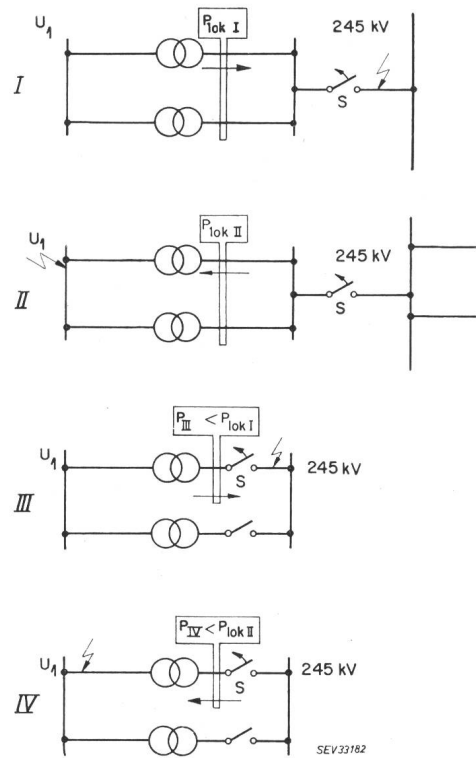 P lok I
U1
245 kV
I
S
P lok II
U1
245 kV
II
S
P III < P lok I
U1
245 kV
S
III
P IV < P lok II
U1
245 kV
S
IV
SEV33182